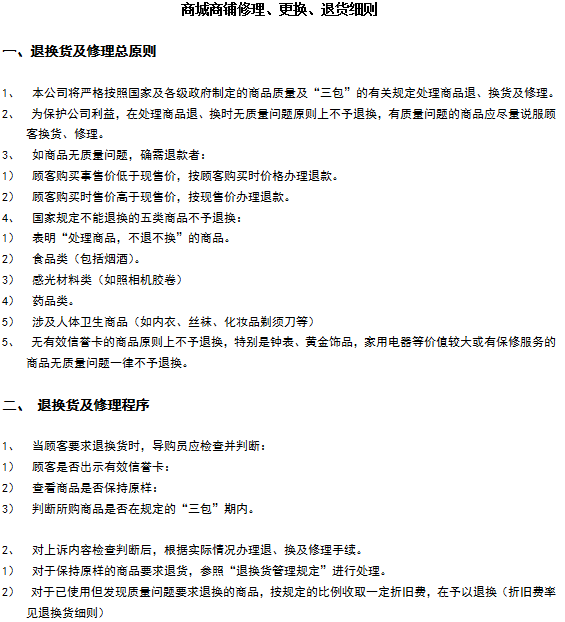 商城商铺修理、更换、退货细则
一、退换货及修理总原则
1、 本公司将严格按照国家及各级政府制定的商品质量及“三包”的有关规定处理商品退、换货及修理。
2、 为保护公司利益，在处理商品退、换时无质量问题原则上不予退换，有质量问题的商品应尽量说服顾
客换货、修理。
3、 如商品无质量问题，确需退款者：
1） 顾客购买事售价低于现售价，按顾客购买时价格办理退款。
2） 顾客购买时售价高于现售价，按现售价办理退款。
4、 国家规定不能退换的五类商品不予退换：
1） 表明“处理商品，不退不换”的商品。
2） 食品类（包括烟酒）。
3） 感光材料类（如照相机胶卷）
4） 药品类。
5） 涉及人体卫生商品（如内衣、丝袜、化妆品剃须刀等）
5、 无有效信誉卡的商品原则上不予退换，特别是钟表、黄金饰品，家用电器等价值较大或有保修服务的
商品无质量问题一律不予退换。
二、 退换货及修理程序
1、 当顾客要求退换货时，导购员应检查并判断：
1） 顾客是否出示有效信誉卡：
2） 查看商品是否保持原样：
3） 判断所购商品是否在规定的“三包”期内。
2、 对上诉内容检查判断后，根据实际情况办理退、换及修理手续。
1） 对于保持原样的商品要求退货，参照“退换货管理规定”进行处理。
2） 对于已使用但发现质量问题要求退换的商品，按规定的比例收取一定折旧费，在予以退换（折旧费率
见退换货细则）